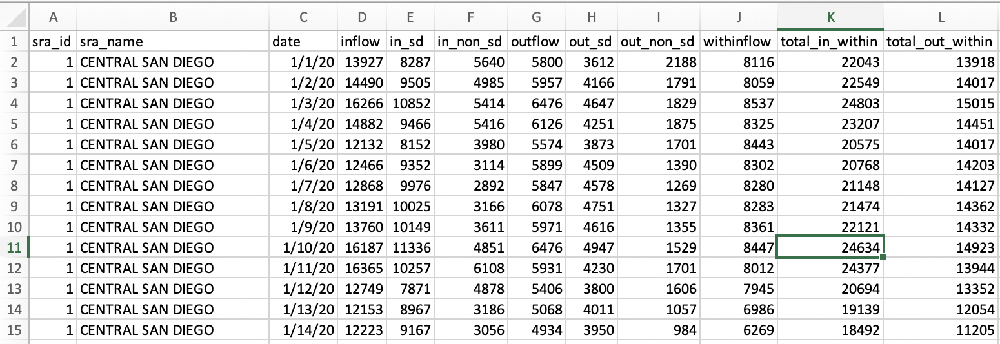 A B C D E F G H I J K L
1 sra_id sra_name date inflow in_sd in_non_sd outflow out_sd out_non_sd withinflow total_in_within total_out_within
2 1 CENTRAL SAN DIEGO 1/1/20 13927 8287 5640 5800 3612 2188 8116 22043 13918
3 1 CENTRAL SAN DIEGO 1/2/20 14490 9505 4985 5957 4166 1791 8059 22549 14017
4 1 CENTRAL SAN DIEGO 1/3/20 16266 10852 5414 6476 4647 1829 8537 24803 15015
5 1 CENTRAL SAN DIEGO 1/4/20 14882 9466 5416 6126 4251 1875 8325 23207 14451
6 1 CENTRAL SAN DIEGO 1/5/20 12132 8152 3980 5574 3873 1701 8443 20575 14017
7 1 CENTRAL SAN DIEGO 1/6/20 12466 9352 3114 5899 4509 1390 8302 20768 14203
8 1 CENTRAL SAN DIEGO 1/7/20 12868 9976 2892 5847 4578 1269 8280 21148 14127
9 1 CENTRAL SAN DIEGO 1/8/20 13191 10025 3166 6078 4751 1327 8283 21474 14362
10 1 CENTRAL SAN DIEGO 1/9/20 13760 10149 3611 5971 4616 1355 8361 22121 14332
11 1 CENTRAL SAN DIEGO 1/10/20 16187 11336 4851 6476 4947 1529 8447 24634 14923
12 1 CENTRAL SAN DIEGO 1/11/20 16365 10257 6108 5931 4230 1701 8012 24377 13944
13 1 CENTRAL SAN DIEGO 1/12/20 12749 7871 4878 5406 3800 1606 7945 20694 13352
14 1 CENTRAL SAN DIEGO 1/13/20 12153 8967 3186 5068 4011 1057 6986 19139 12054
15 1 CENTRAL SAN DIEGO 1/14/20 12223 9167 3056 4934 3950 984 6269 18492 11205